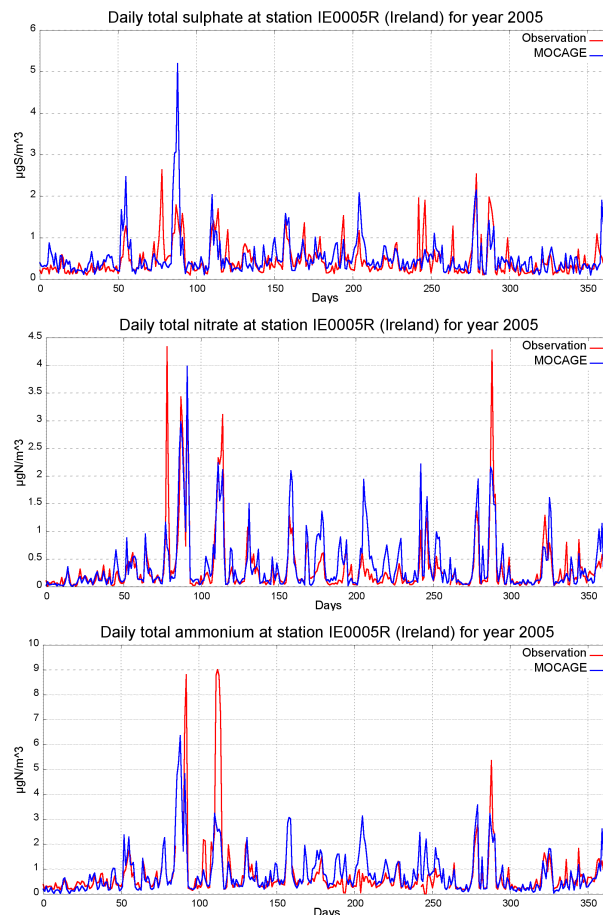 Daily total sulphate at station IE0005R (Ireland) for year 2005
Observation
MOCAGE
µgS/m^3
6
5
4
3
2
1
0
0 50 100 150 200 250 300 350
Days
Daily total nitrate at station IE0005R (Ireland) for year 2005
Observation
MOCAGE
µgN/m^3
4.5
4
3.5
3
2.5
2
1.5
1
0.5
0
0 50 100 150 200 250 300 350
Days
Daily total ammonium at station IE0005R (Ireland) for year 2005
Observation
MOCAGE
µgN/m^3
10
9
8
7
6
5
4
3
2
1
0
0 50 100 150 200 250 300 350
Days